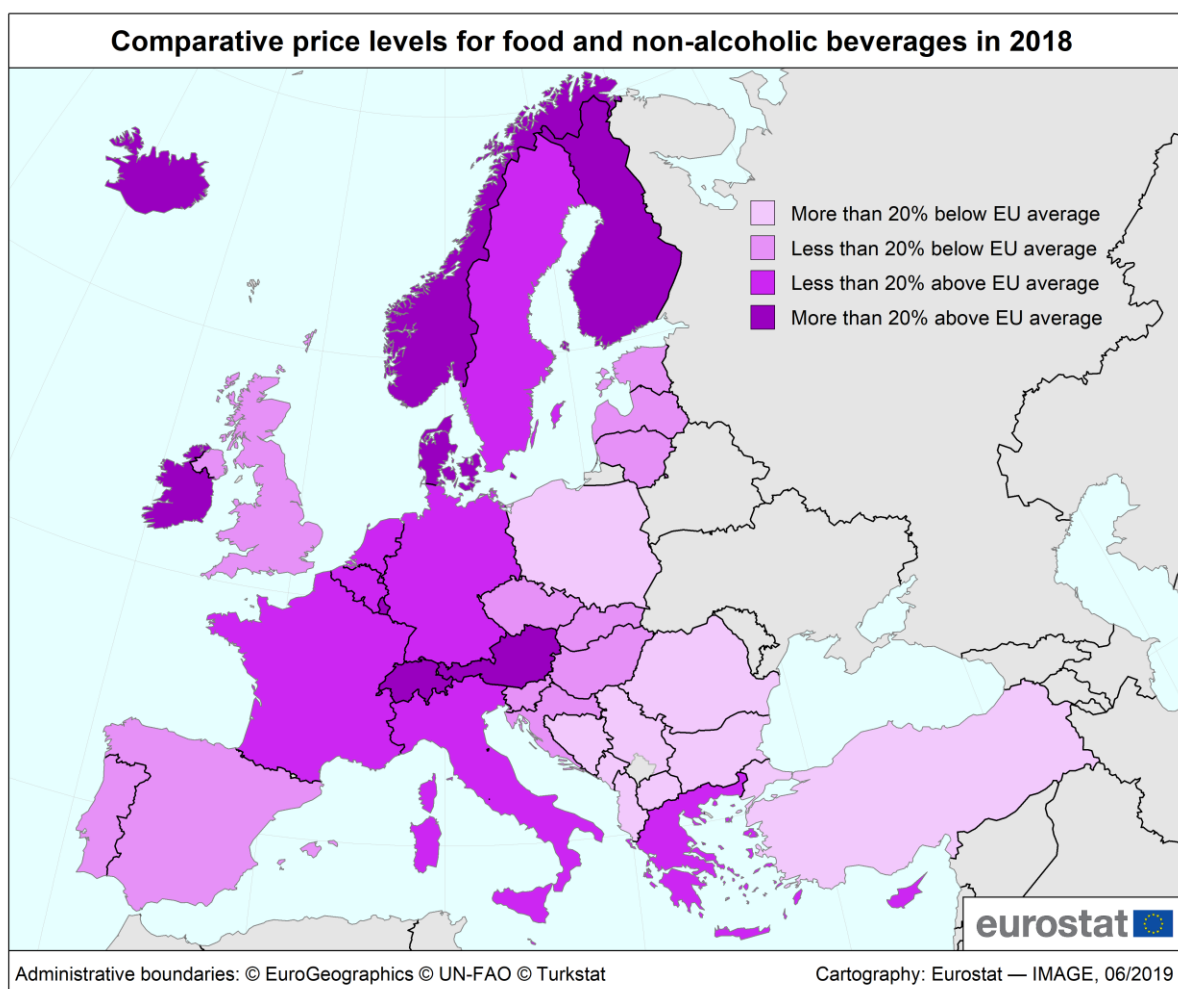 Comparative price levels for food and non-alcoholic beverages in 2018
More than 20% below EU average
Less than 20% below EU average
Less than 20% above EU average
More than 20% above EU average
eurostat
Administrative boundaries: © EuroGeographics © UN-FAO © Turkstat
Cartography: Eurostat — IMAGE, 06/2019